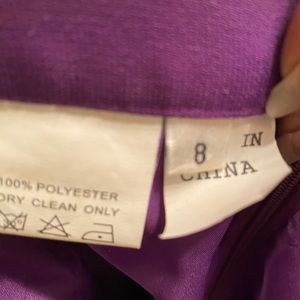 100% POLYESTER
DRY CLEAN ONLY
8
IN
CHINA